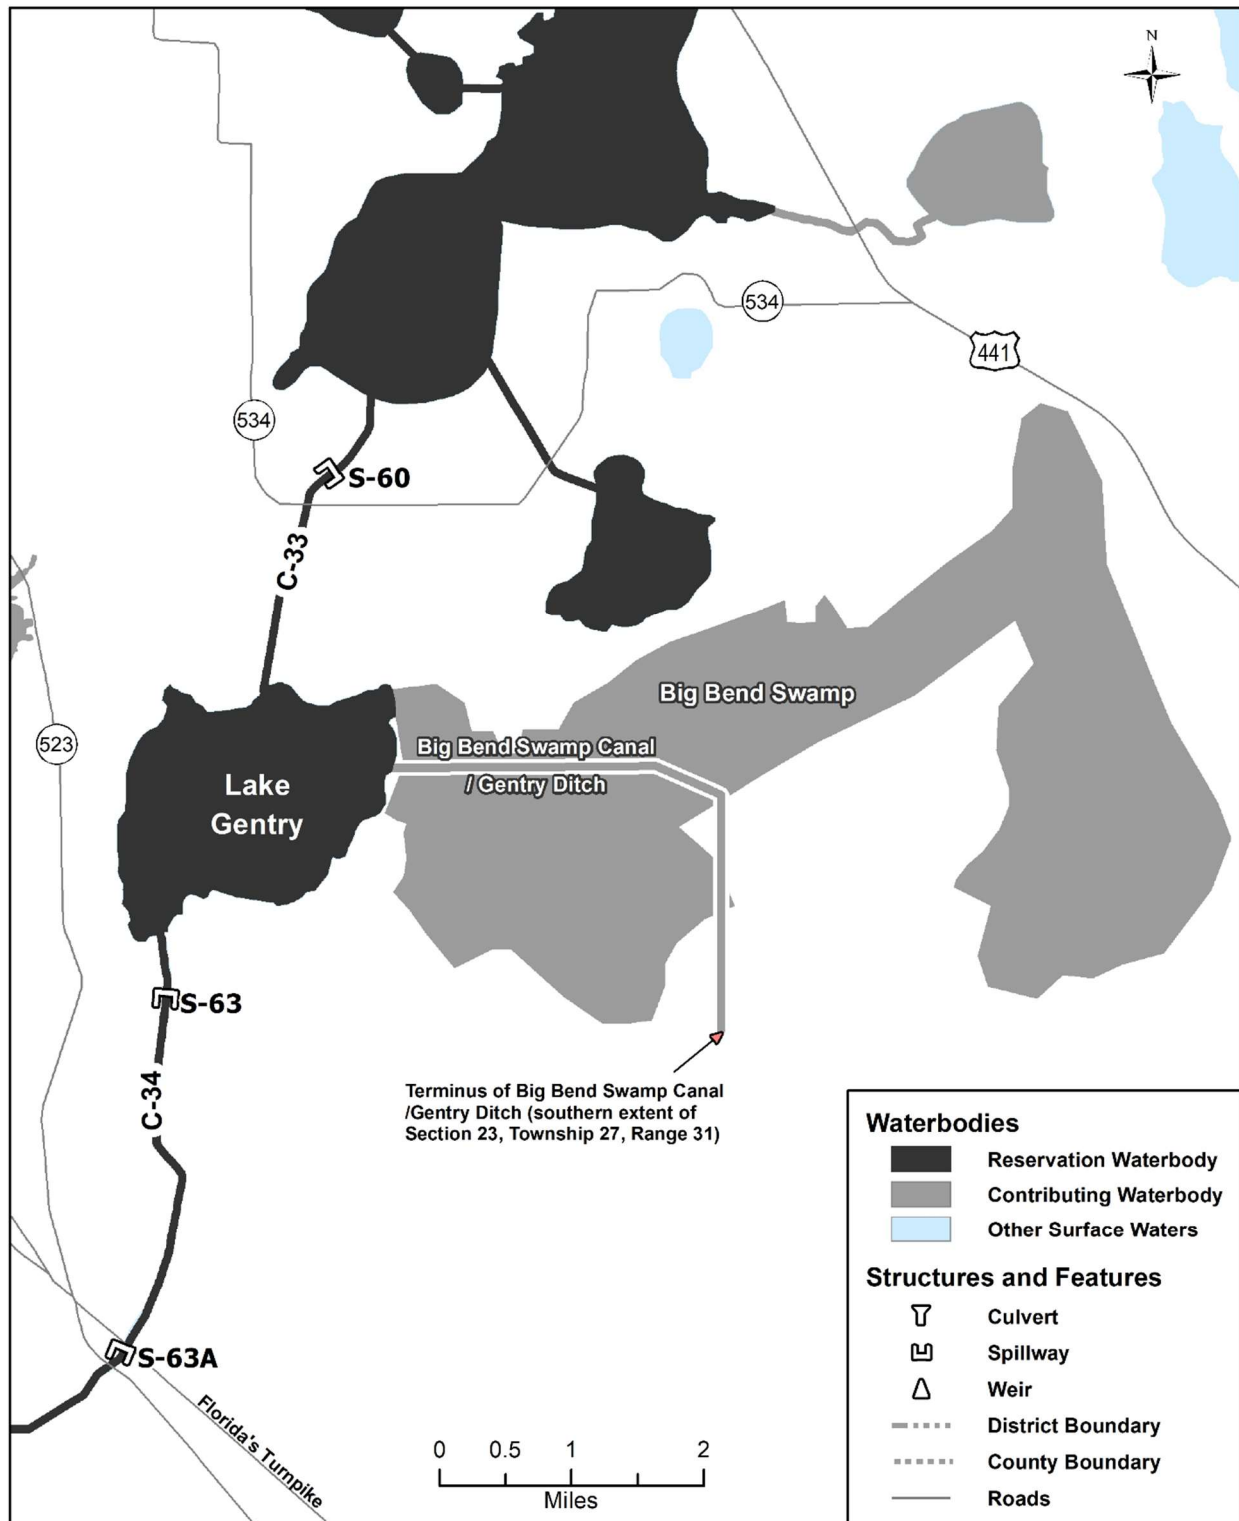 N
534
441
534
S-60
C-33
Big Bend Swamp
523
Big Bend Swamp Canal
/ Gentry Ditch
Lake
Gentry
S-63
C-34
Terminus of Big Bend Swamp Canal
/Gentry Ditch (southern extent of
Section 23, Township 27, Range 31)
S-63A
Florida's Turnpike
0 0.5 1 2
Miles
Waterbodies
Reservation Waterbody
Contributing Waterbody
Other Surface Waters
Structures and Features
Culvert
Spillway
Weir
District Boundary
County Boundary
Roads